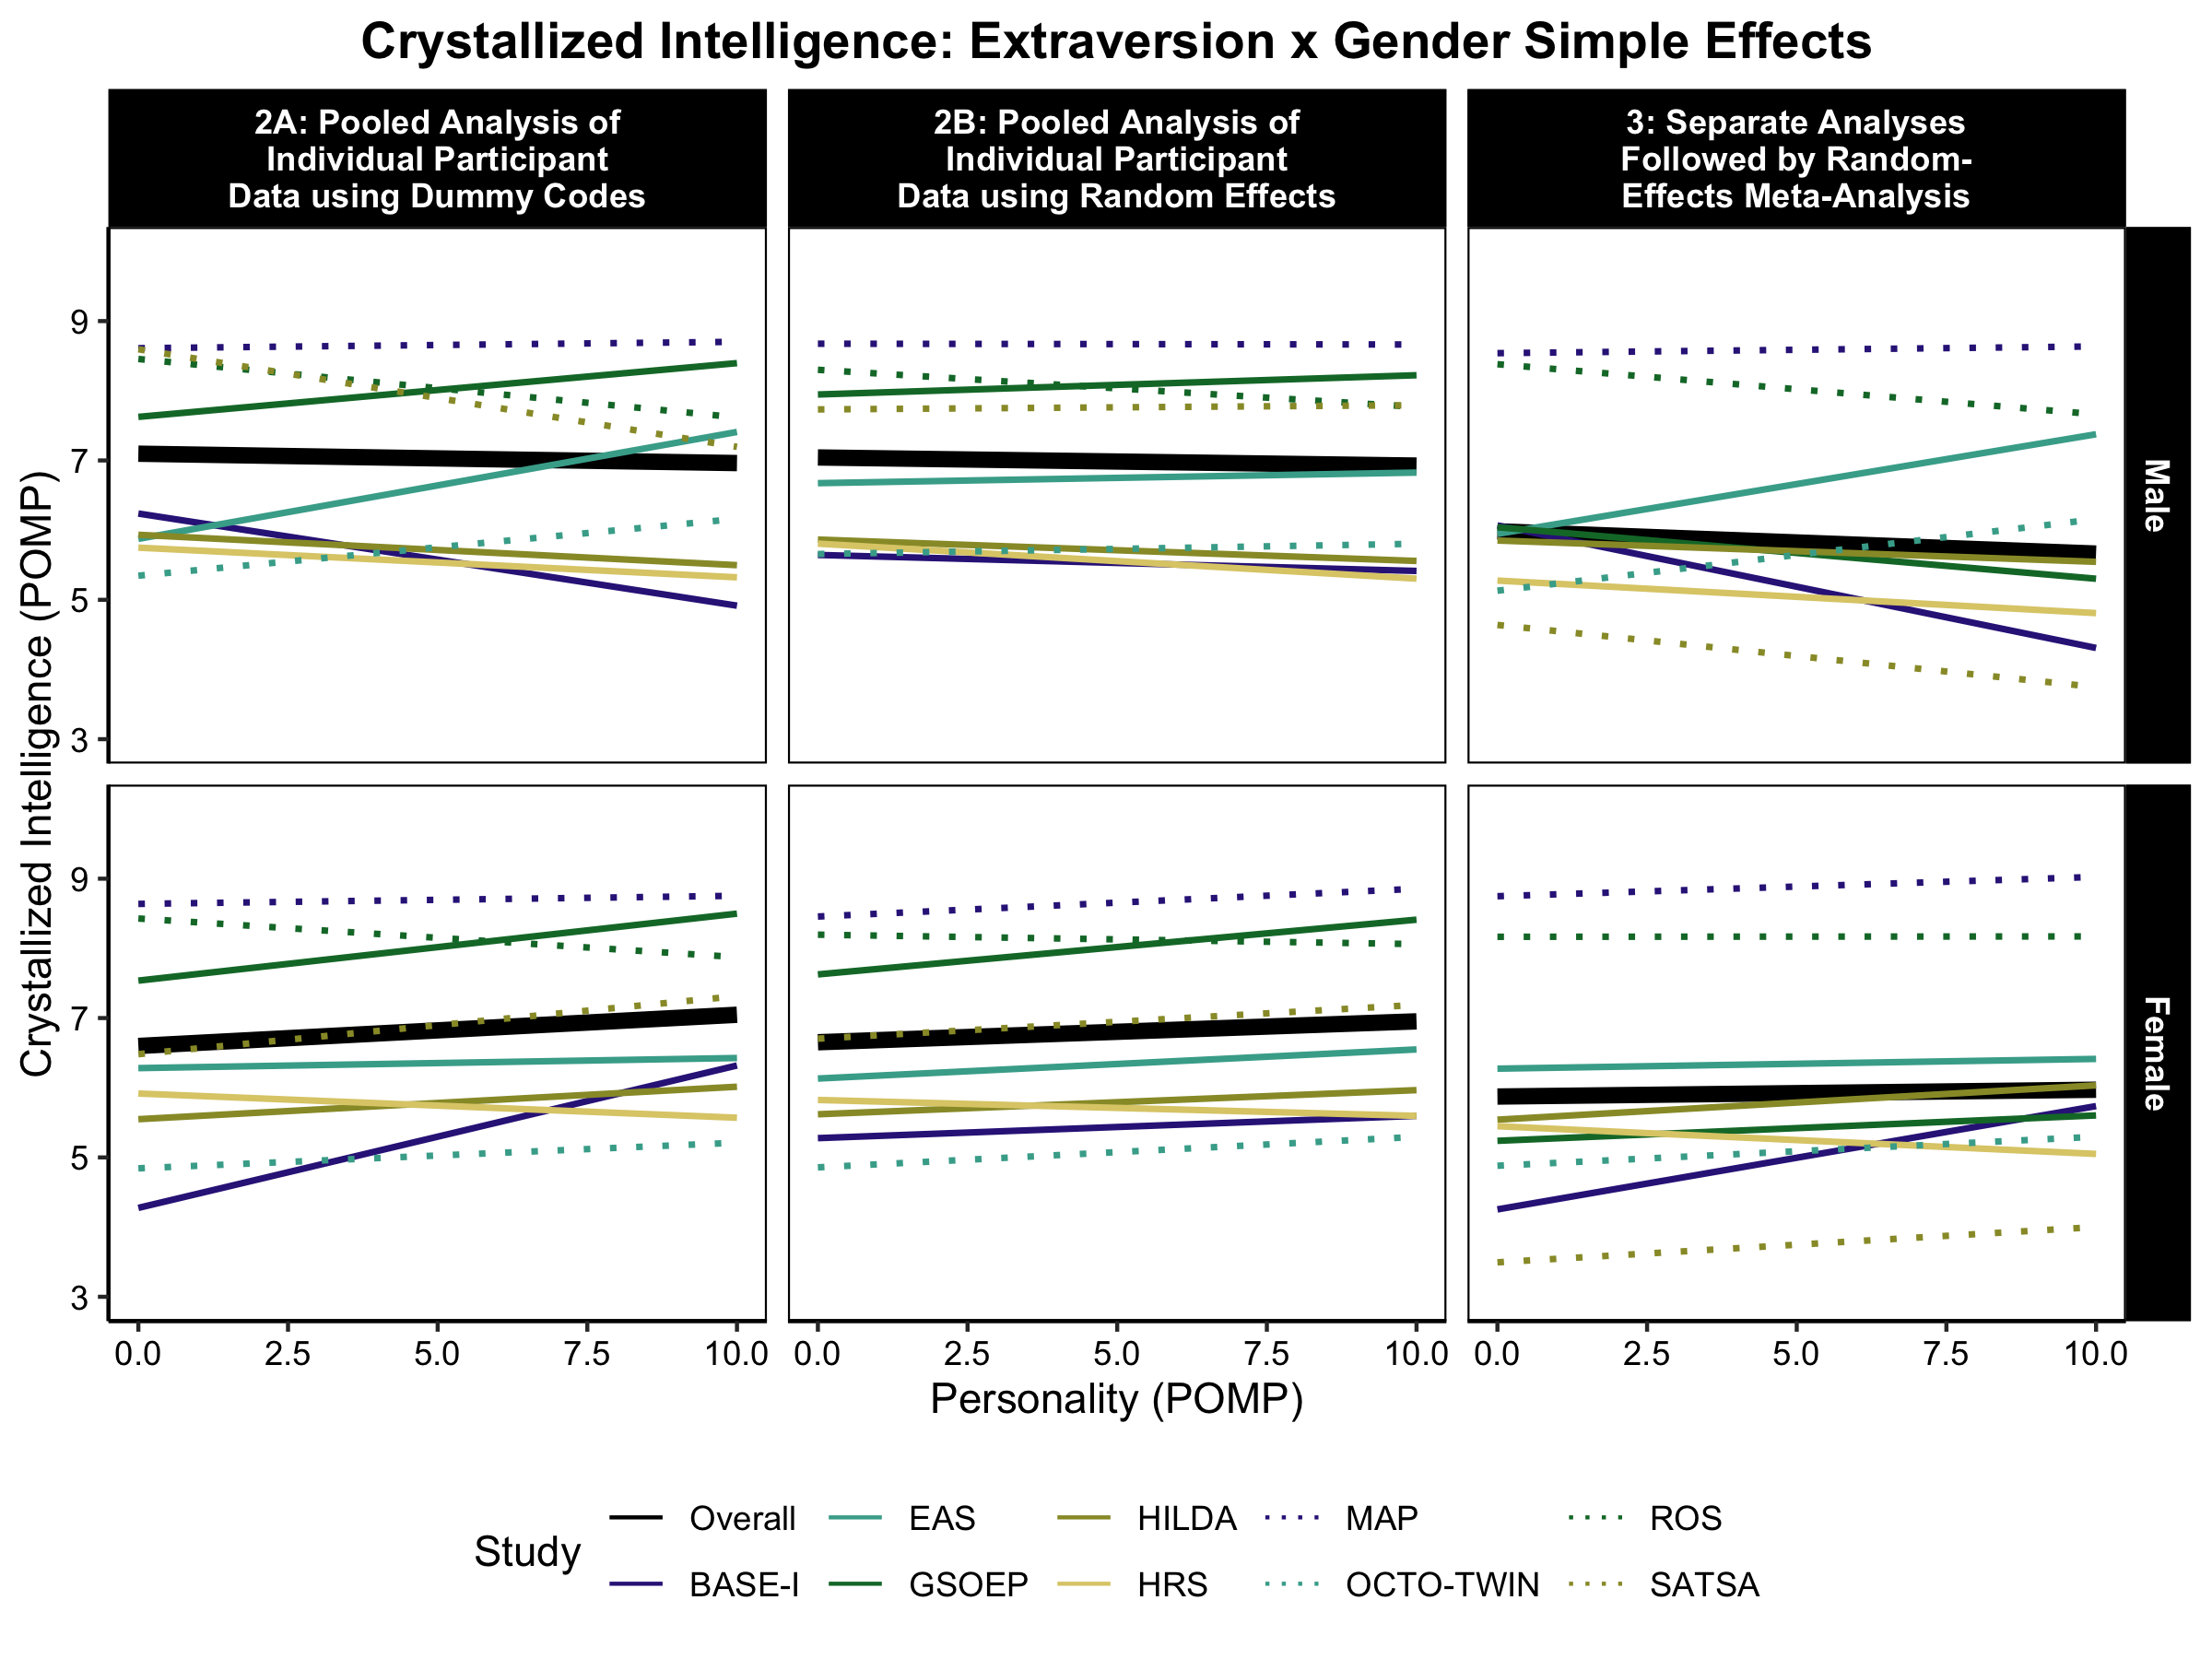 Crystallized Intelligence: Extraversion x Gender Simple Effects
2A: Pooled Analysis of
Individual Participant
Data using Dummy Codes
2B: Pooled Analysis of
Individual Participant
Data using Random Effects
3: Separate Analyses
Followed by Random-
Effects Meta-Analysis
Crystallized Intelligence (POMP)
9
7
5
3
Male
9
7
5
3
Female
0.0 2.5 5.0 7.5 10.0
0.0 2.5 5.0 7.5 10.0
0.0 2.5 5.0 7.5 10.0
Personality (POMP)
Study
Overall EAS HILDA MAP ROS
BASE-I GSOEP HRS OCTO-TWIN SATSA